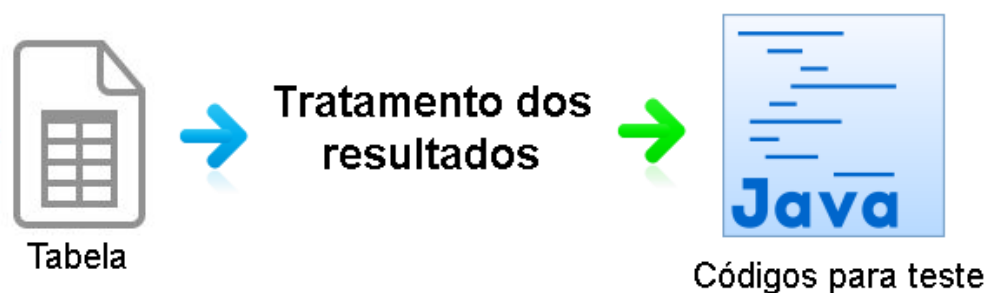 Tabela
Tratamento dos
resultados
Java
Códigos para teste